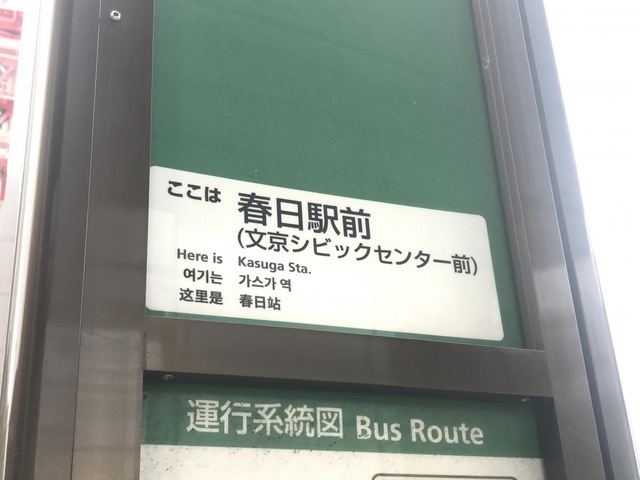 ここは 春日駅前
(文京シビックセンター前)
Here is Kasuga Sta.
여기는 가스가 역
这里是 春日站
運行系統図 Bus Route